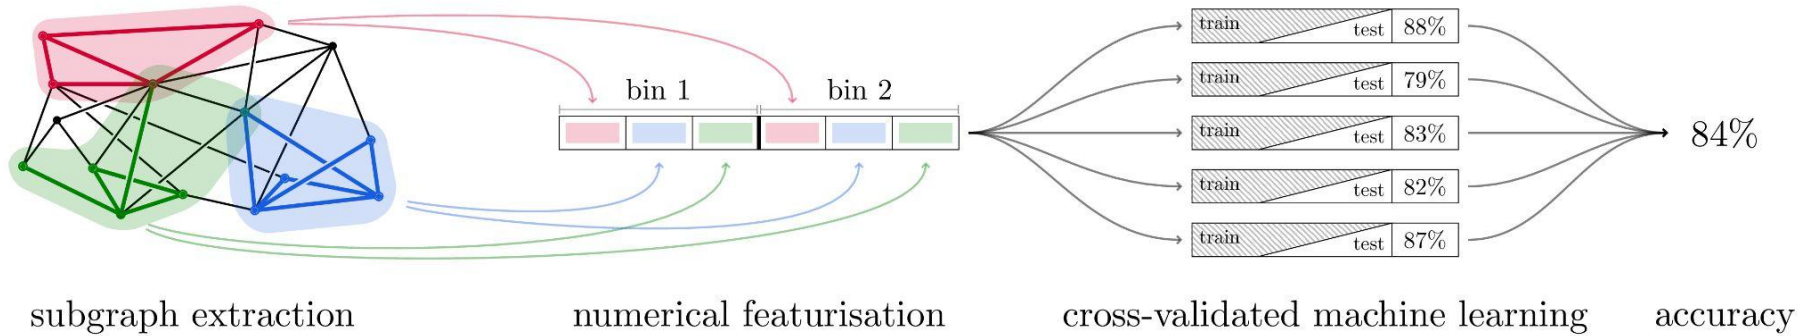 bin 1
bin 2
train
test
88%
train
test
79%
train
test
83%
train
test
82%
train
test
87%
84%
subgraph extraction
numerical featurisation
cross-validated machine learning
accuracy